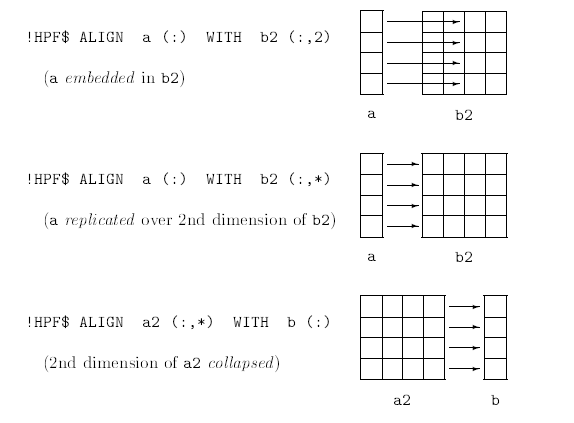 !HPF$ ALIGN a (:) WITH b2 (:,2)
(a embedded in b2)
a b2
!HPF$ ALIGN a (:) WITH b2 (:,*)
(a replicated over 2nd dimension of b2)
a b2
!HPF$ ALIGN a2 (:,*) WITH b (:)
(2nd dimension of a2 collapsed)
a2 b